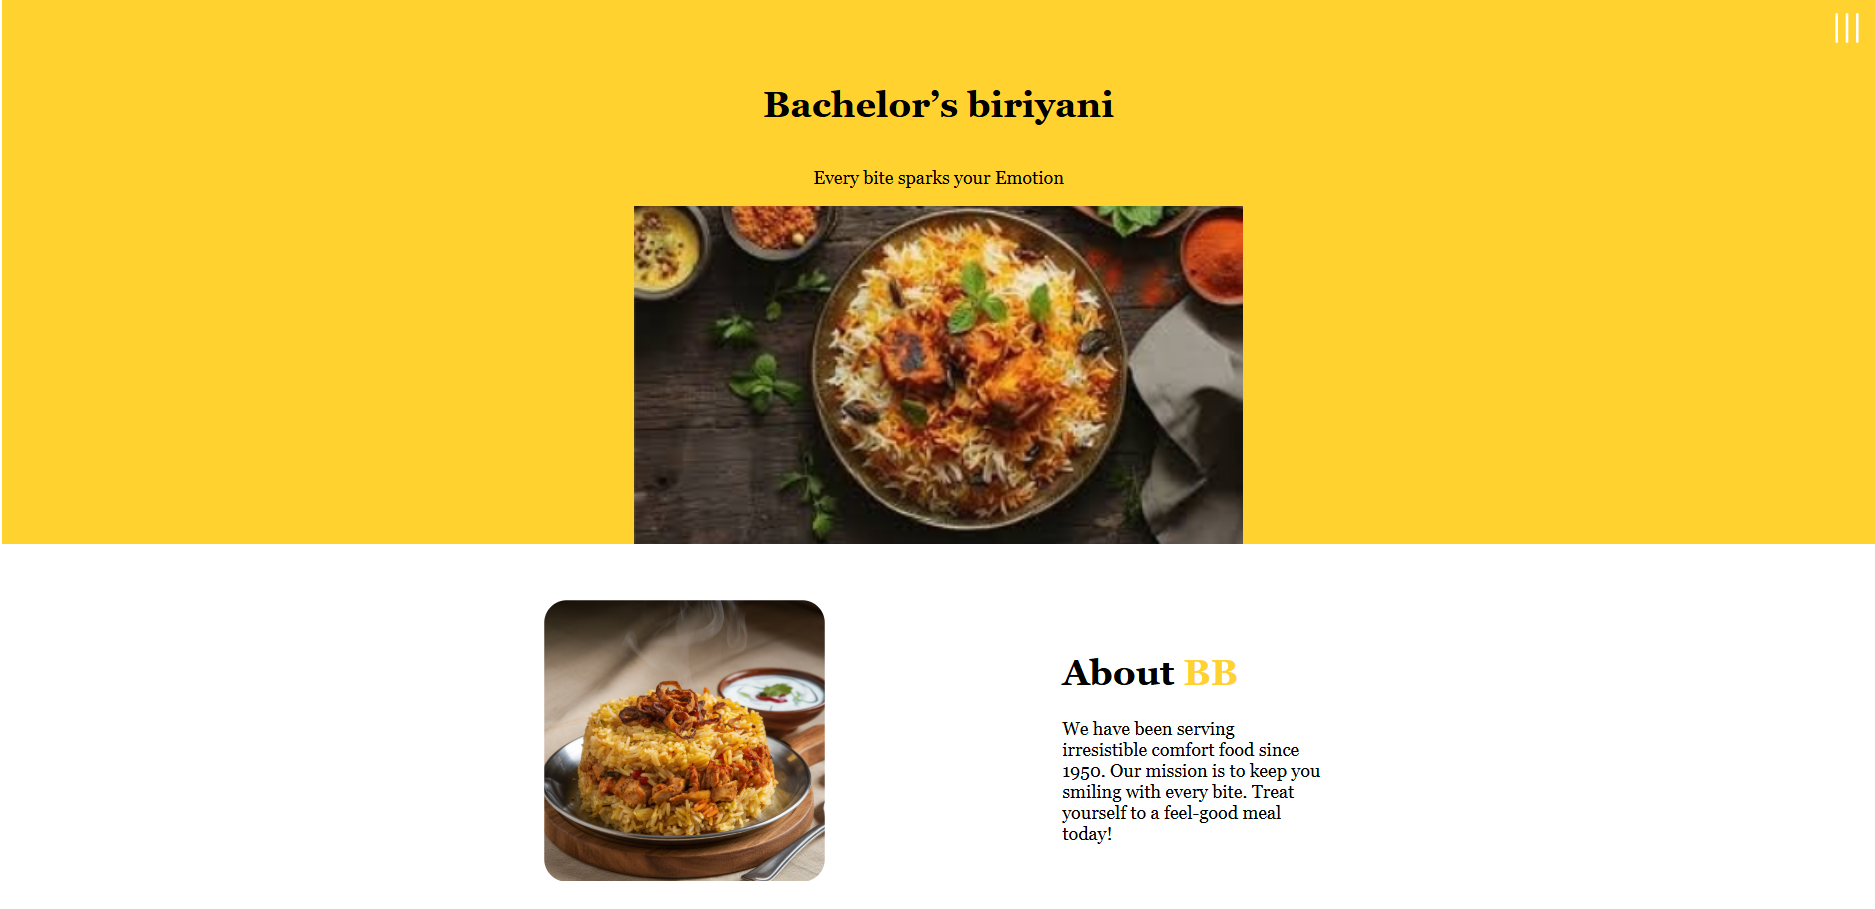 Bachelor’s biriyani
Every bite sparks your Emotion
About BB
We have been serving
irresistible comfort food since
1950. Our mission is to keep you
smiling with every bite. Treat
yourself to a feel-good meal
today!